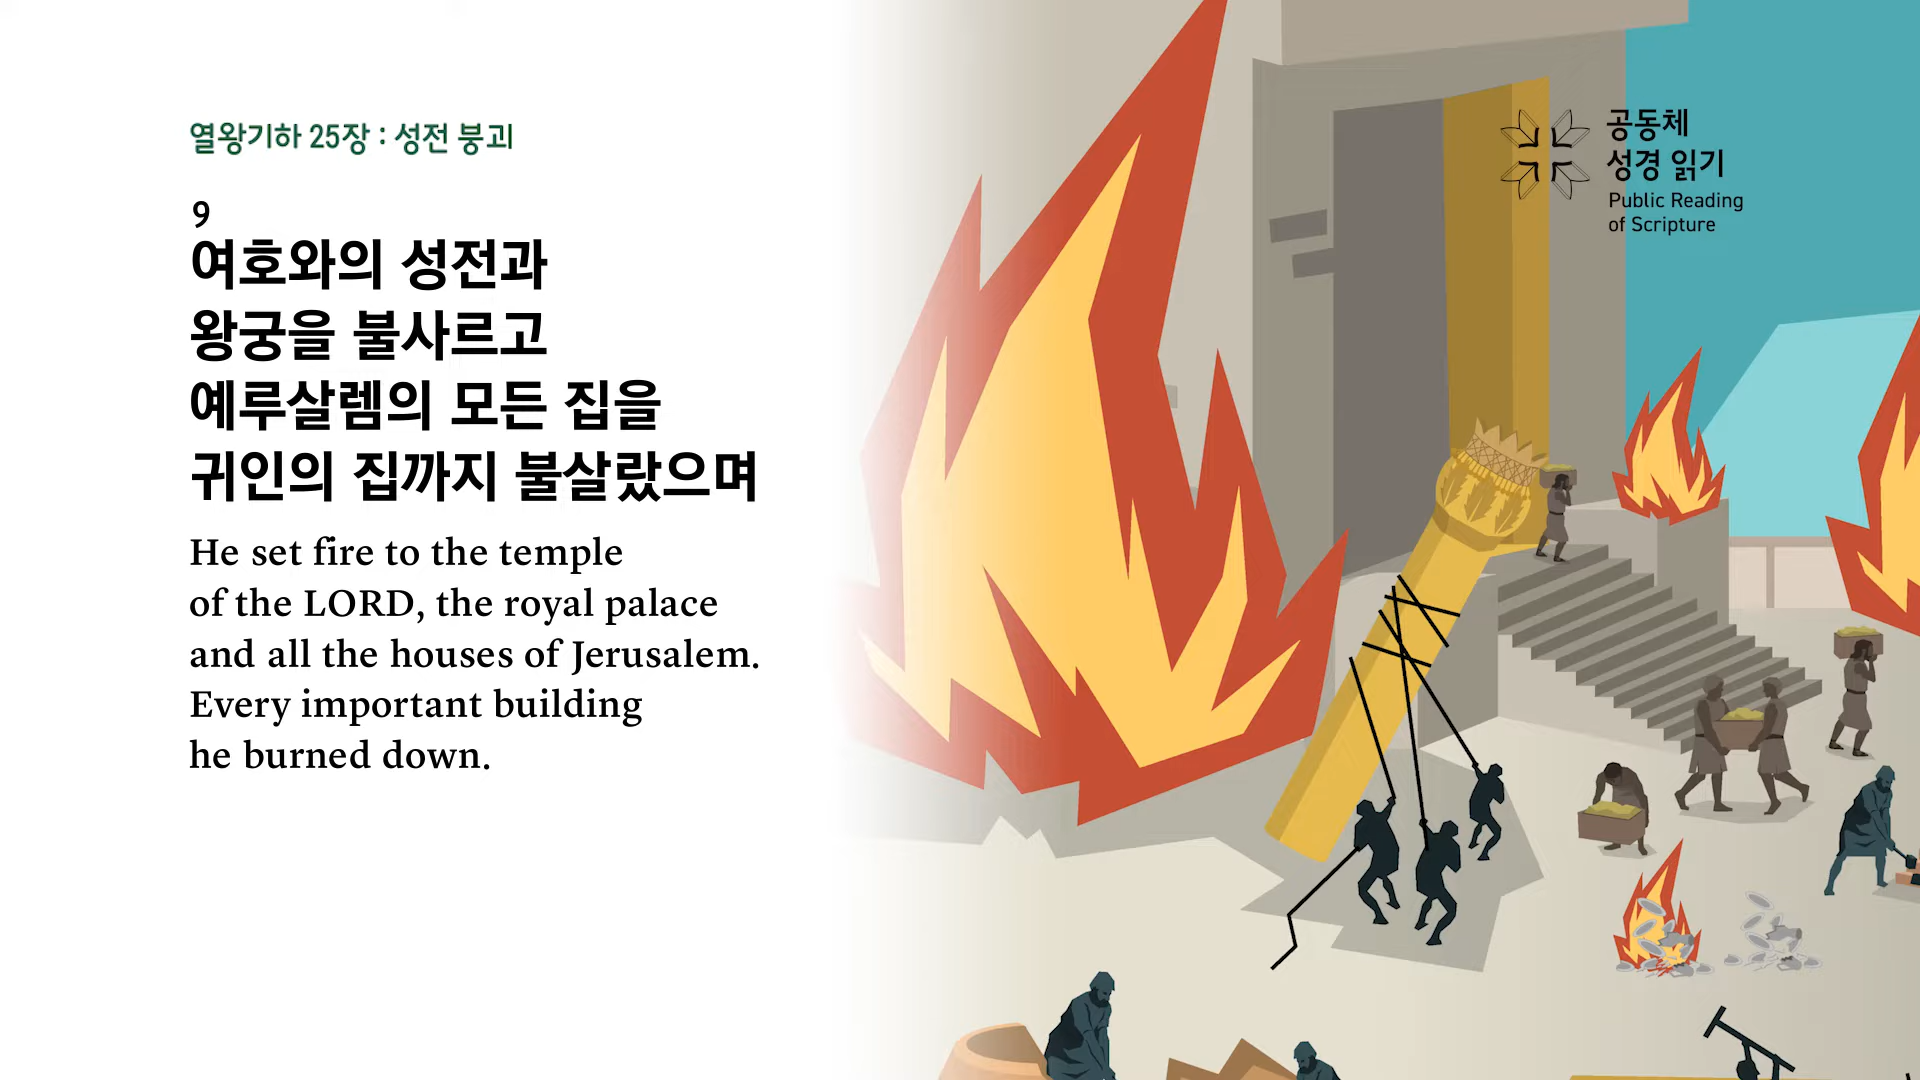 열왕기하 25장 : 성전 붕괴
9
여호와의 성전과
왕궁을 불사르고
예루살렘의 모든 집을
귀인의 집까지 불살랐으며
He set fire to the temple
of the LORD, the royal palace
and all the houses of Jerusalem.
Every important building
he burned down.
공동체
성경 읽기
Public Reading
of Scripture